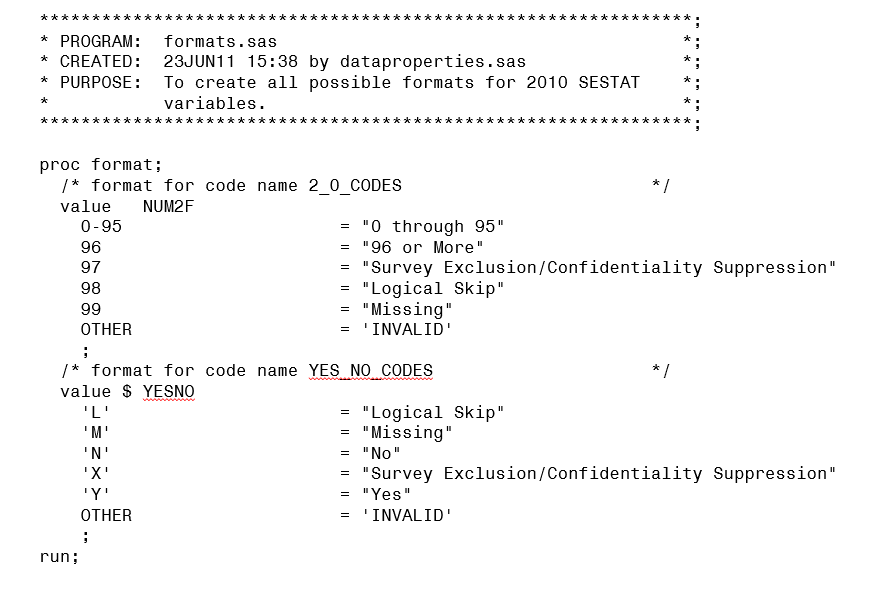 ***************************************************************;
* PROGRAM:  formats.sas                                       *;
* CREATED:  23JUN11 15:38 by dataproperties.sas               *;
* PURPOSE:  To create all possible formats for 2010 SESTAT    *;
*           variables.                                        *;
***************************************************************;

proc format;
  /* format for code name 2_0_CODES                        */
  value   NUM2F
    0-95                     = "0 through 95"
    96                       = "96 or More"
    97                       = "Survey Exclusion/Confidentiality Suppression"
    98                       = "Logical Skip"
    99                       = "Missing"
    OTHER                    = 'INVALID'
    ;
  /* format for code name YES_NO_CODES                     */
  value $ YESNO
    'L'                      = "Logical Skip"
    'M'                      = "Missing"
    'N'                      = "No"
    'X'                      = "Survey Exclusion/Confidentiality Suppression"
    'Y'                      = "Yes"
    OTHER                    = 'INVALID'
    ;
run;